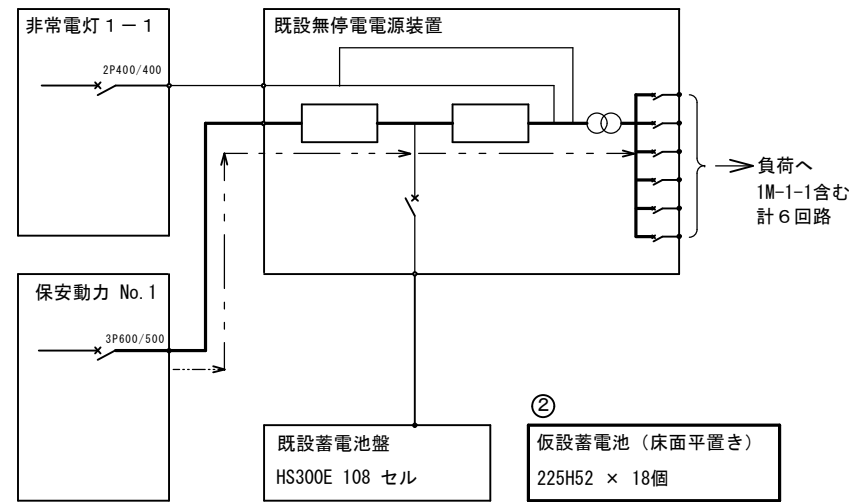 非常電灯１－１
2P400/400
既設無停電電源装置
負荷へ
1M-1-1含む
計６回路
保安動力 No.1
3P600/500
既設蓄電池盤
HS300E 108 セル
②
仮設蓄電池（床面平置き）
225H52 × 18個